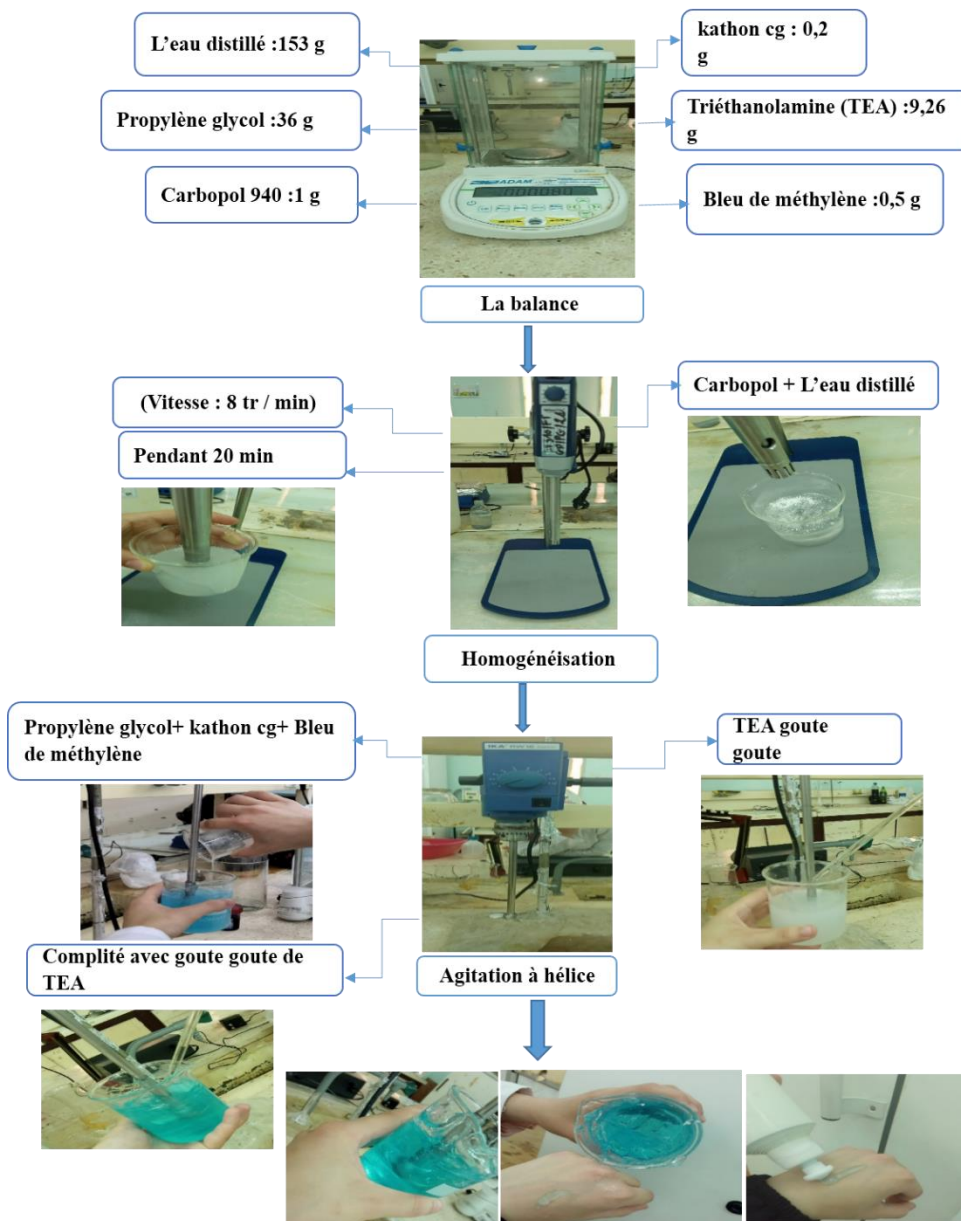 L'eau distillé :153 g
kathon cg : 0,2
g
Propylène glycol :36 g
Triéthanolamine (TEA) :9,26
g
Carbopol 940 :1 g
Bleu de méthylène :0,5 g
ADAM
La balance
(Vitesse : 8 tr / min)
Carbopol + L'eau distillé
Pendant 20 min
Homogénéisation
Propylène glycol+ kathon cg+ Bleu
de méthylène
TEA goute
goute
Complité avec goute goute de
TEA
Agitation à hélice